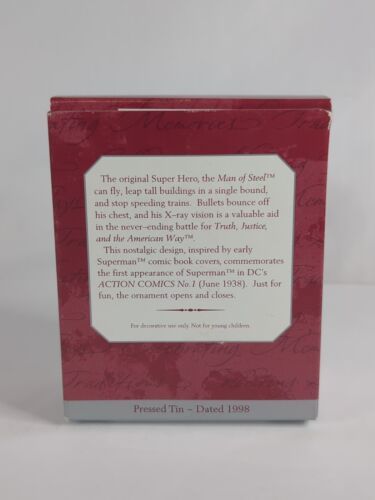 Memories
The original Super Hero, the Man of Steel™
can fly, leap tall buildings in a single bound,
and stop speeding trains. Bullets bounce off
his chest, and his X–ray vision is a valuable aid
in the never–ending battle for Truth, Justice,
and the American Way™.
This nostalgic design, inspired by early
Superman™ comic book covers, commemorates
the first appearance of Superman™ in DC's
ACTION COMICS No.1 (June 1938). Just for
fun, the ornament opens and closes.
For decorative use only. Not for young children.
Pressed Tin – Dated 1998